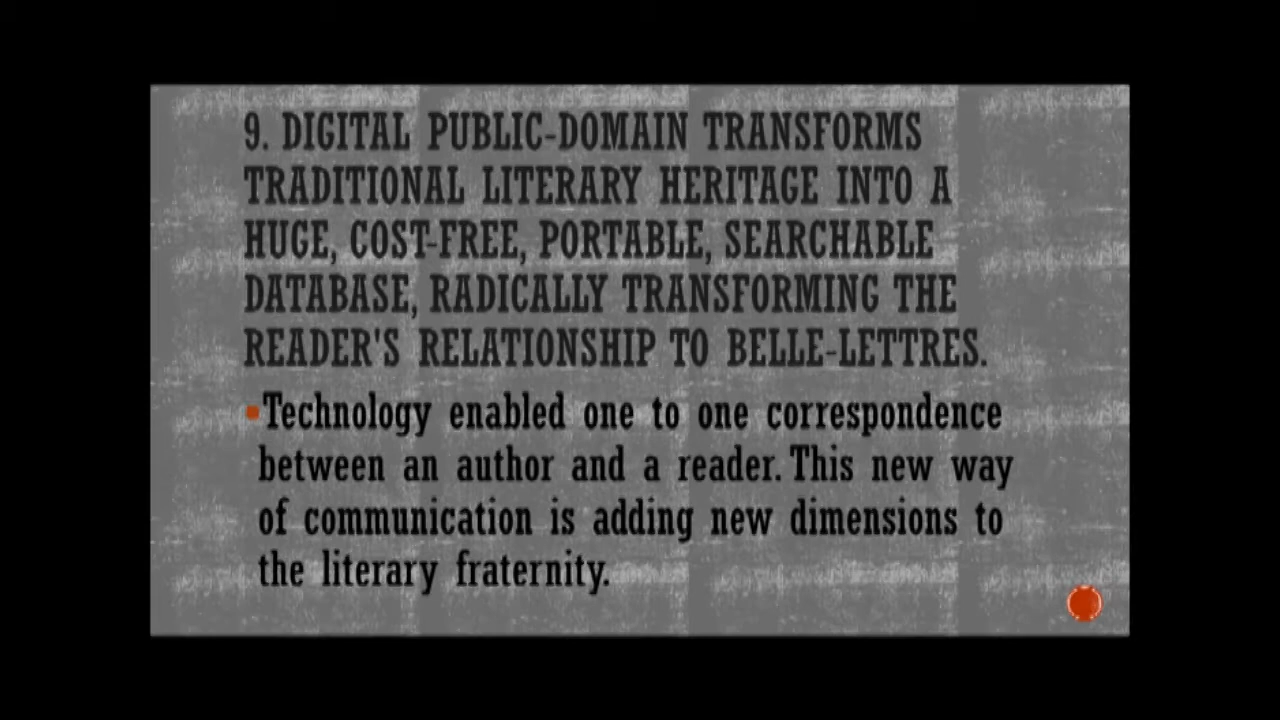 9. DIGITAL PUBLIC-DOMAIN TRANSFORMS
TRADITIONAL LITERARY HERITAGE INTO A
HUGE, COST-FREE, PORTABLE, SEARCHABLE
DATABASE, RADICALLY TRANSFORMING THE
READER'S RELATIONSHIP TO BELLE-LETTRES.
▪Technology enabled one to one correspondence
between an author and a reader. This new way
of communication is adding new dimensions to
the literary fraternity.